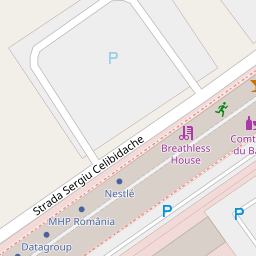 P
Strada Sergiu Celibidache
Breathless
House
Comt
du Ba
Nestlé
MHP România
Datagroup
P
P